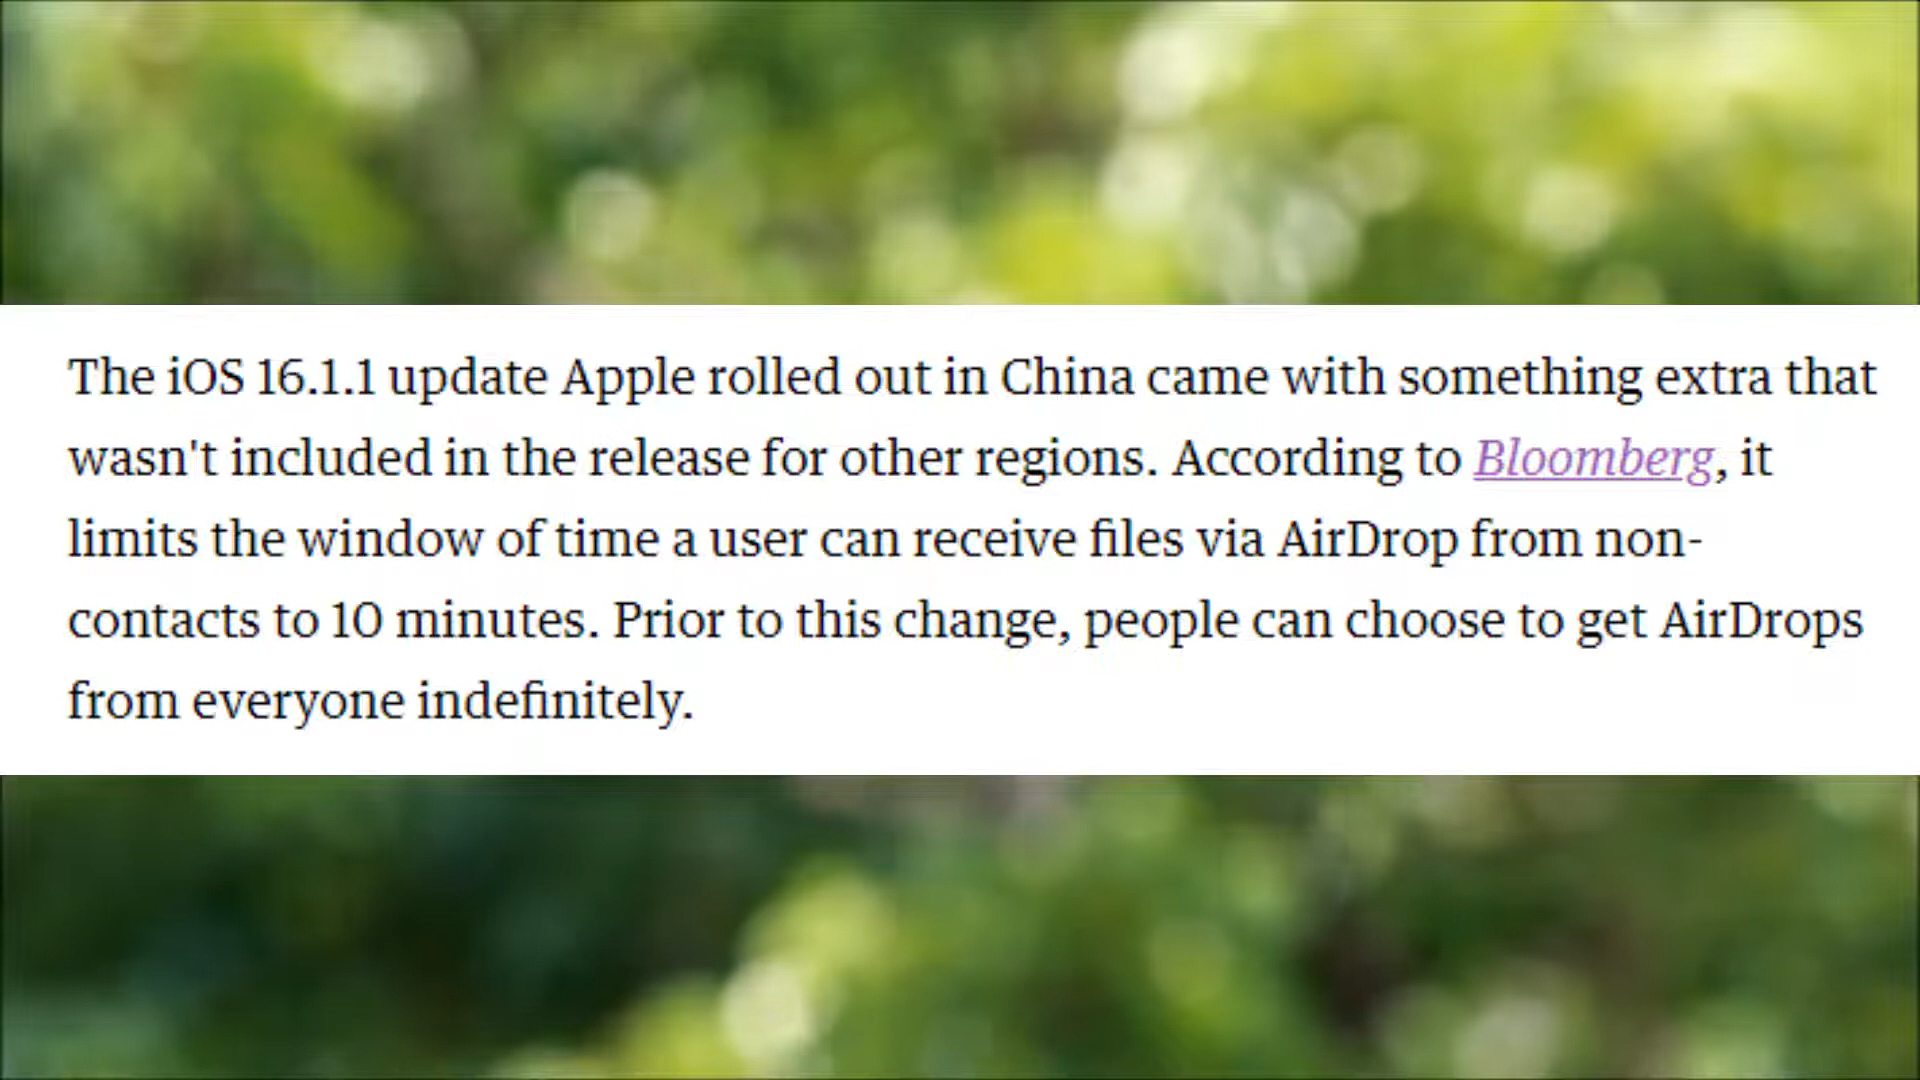 The iOS 16.1.1 update Apple rolled out in China came with something extra that
wasn't included in the release for other regions. According to Bloomberg, it
limits the window of time a user can receive files via AirDrop from non-
contacts to 10 minutes. Prior to this change, people can choose to get AirDrops
from everyone indefinitely.